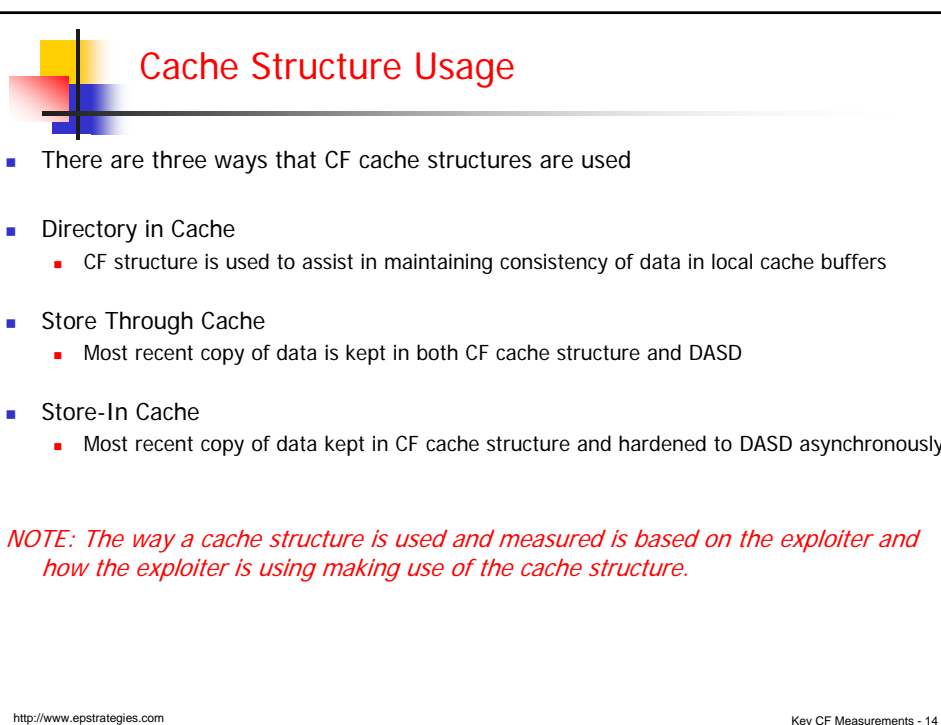 Cache Structure Usage
There are three ways that CF cache structures are used
Directory in Cache
CF structure is used to assist in maintaining consistency of data in local cache buffers
Store Through Cache
Most recent copy of data is kept in both CF cache structure and DASD
Store-In Cache
Most recent copy of data kept in CF cache structure and hardened to DASD asynchronously
NOTE: The way a cache structure is used and measured is based on the exploiter and
how the exploiter is using making use of the cache structure.
http://www.epstrategies.com
Key CF Measurements - 14